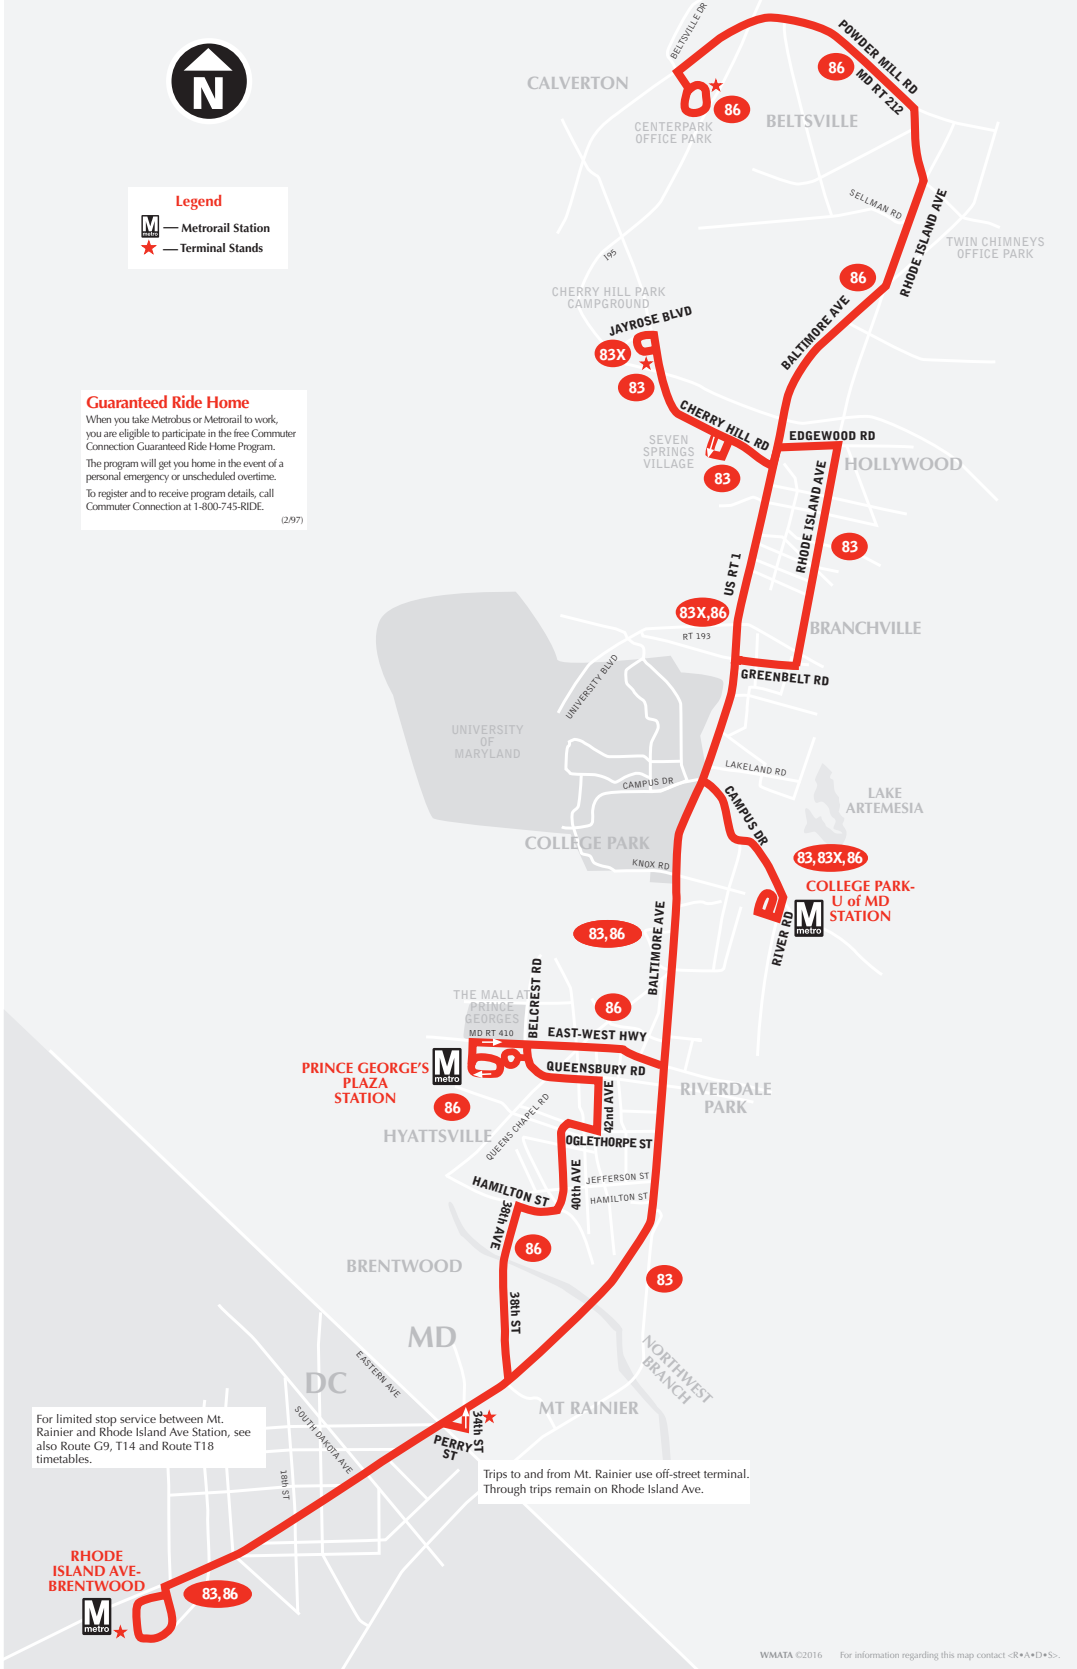 BELTSVILLE DR
POWDER MILL RD
86
MD RT 212
CALVERTON
86
BELTSVILLE
CENTERPARK
OFFICE PARK
N
Legend
M
metro
— Metrorail Station
— Terminal Stands
SELLMAN RD
RHODE ISLAND AVE
TWIN CHIMNEYS
OFFICE PARK
I95
86
CHERRY HILL PARK
CAMPGROUND
JAYROSE BLVD
BALTIMORE AVE
83X
83
Guaranteed Ride Home
When you take Metrobus or Metrorail to work,
you are eligible to participate in the free Commuter
Connection Guaranteed Ride Home Program.
The program will get you home in the event of a
personal emergency or unscheduled overtime.
To register and to receive program details, call
Commuter Connection at 1-800-745-RIDE.
(2/97)
CHERRY HILL RD
EDGEWOOD RD
SEVEN
SPRINGS
VILLAGE
HOLLYWOOD
83
RHODE ISLAND AVE
83
US RT 1
83X,86
RT 193
BRANCHVILLE
GREENBELT RD
UNIVERSITY BLVD
UNIVERSITY
OF
MARYLAND
LAKELAND RD
CAMPUS DR
LAKE
ARTEMESIA
CAMPUS DR
COLLEGE PARK
KNOX RD
83,83X,86
COLLEGE PARK-
U of MD
STATION
M
metro
RIVER RD
BALTIMORE AVE
83,86
BELCREST RD
THE MALL AT
PRINCE
GEORGES
86
MD RT 410
EAST-WEST HWY
PRINCE GEORGE'S
PLAZA
STATION
M
metro
QUEENSBURY RD
86
RIVERDALE
PARK
42nd AVE
QUEENS CHAPEL RD
HYATTSVILLE
OGLETHORPE ST
40th AVE
JEFFERSON ST
HAMILTON ST
HAMILTON ST
38th AVE
86
BRENTWOOD
83
38th ST
MD
NORTHWEST
BRANCH
EASTERN AVE
DC
MT RAINIER
34th ST
PERRY
ST
SOUTH DAKOTA AVE
For limited stop service between Mt.
Rainier and Rhode Island Ave Station, see
also Route G9, T14 and Route T18
timetables.
18th ST
Trips to and from Mt. Rainier use off-street terminal.
Through trips remain on Rhode Island Ave.
RHODE
ISLAND AVE-
BRENTWOOD
M
metro
83,86
WMATA ©2016 For information regarding this map contact <R•A•D•S>.